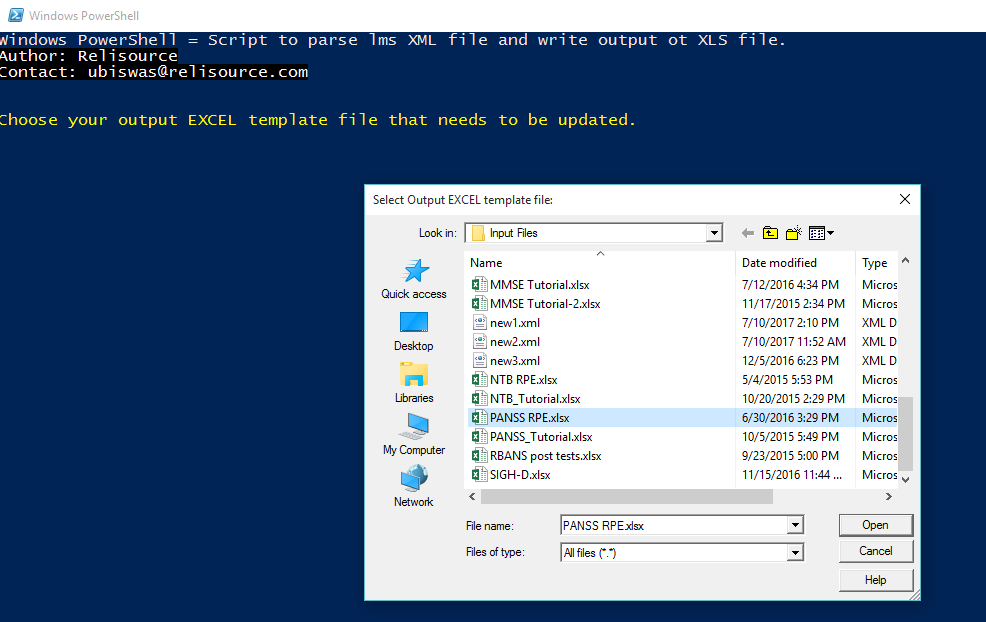 Windows PowerShell
Windows PowerShell = Script to parse lms XML file and write output ot XLS file.
Author: Relisource
Contact: ubiswas@relisource.com
Choose your output EXCEL template file that needs to be updated.
Select Output EXCEL template file:
Look in: Input Files
Quick access
Desktop
Libraries
My Computer
Network
Name Date modified Type
MMSE Tutorial.xlsx 7/12/2016 4:34 PM Micros
MMSE Tutorial-2.xlsx 11/17/2015 2:34 PM Micros
new1.xml 7/10/2017 2:10 PM XML D
new2.xml 7/10/2017 11:52 AM XML D
new3.xml 12/5/2016 6:23 PM XML D
NTB RPE.xlsx 5/4/2015 5:53 PM Micros
NTB_Tutorial.xlsx 10/20/2015 2:29 PM Micros
PANSS RPE.xlsx 6/30/2016 3:29 PM Micros
PANSS_Tutorial.xlsx 10/5/2015 5:49 PM Micros
RBANS post tests.xlsx 9/23/2015 5:00 PM Micros
SIGH-D.xlsx 11/15/2016 11:44 ... Micros
File name: PANSS RPE.xlsx Open
Files of type: All files (*.*) Cancel
Help